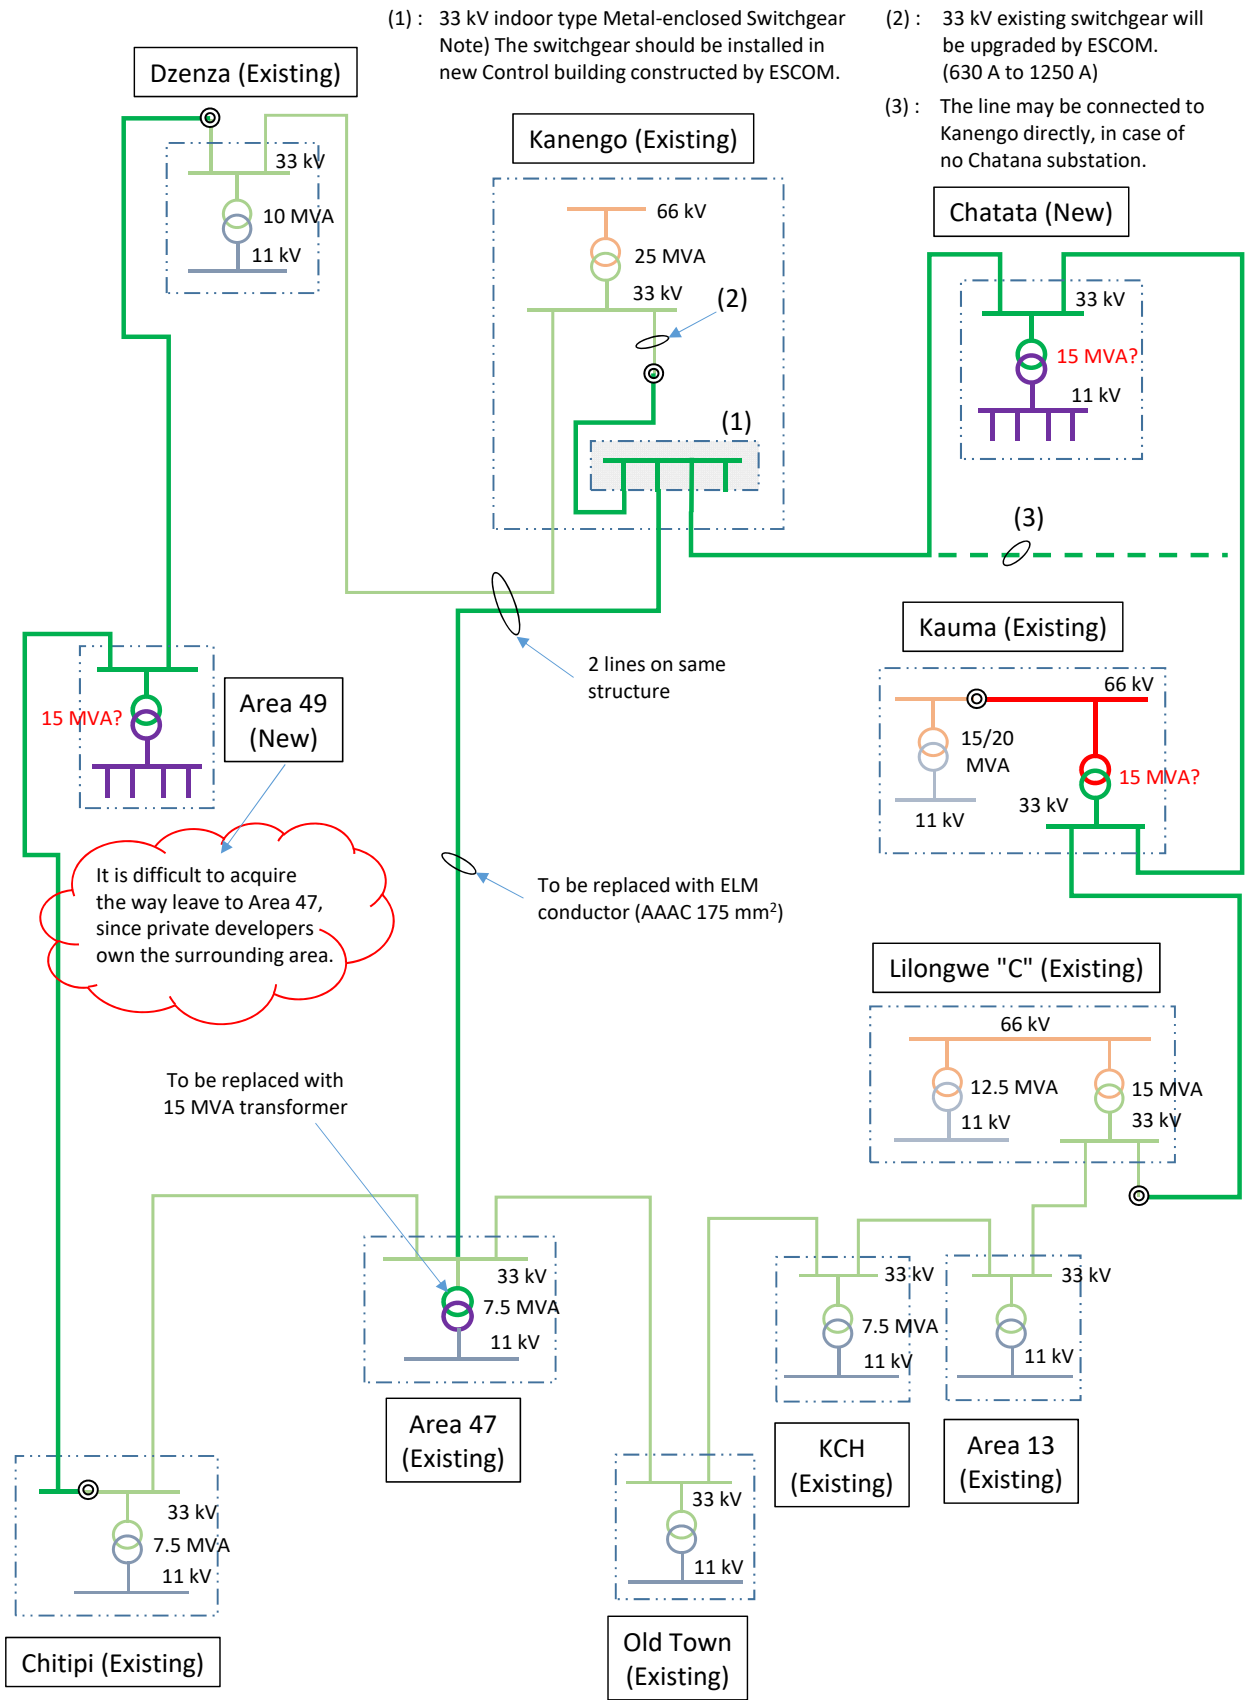 (1) : 33 kV indoor type Metal-enclosed Switchgear
Note) The switchgear should be installed in
new Control building constructed by ESCOM.
(2) : 33 kV existing switchgear will
be upgraded by ESCOM.
(630 A to 1250 A)
(3) : The line may be connected to
Kanengo directly, in case of
no Chatana substation.
Dzenza (Existing)
33 kV
10 MVA
11 kV
Kanengo (Existing)
66 kV
25 MVA
33 kV
(2)
(1)
Chatata (New)
33 kV
15 MVA?
11 kV
(3)
2 lines on same
structure
Kauma (Existing)
66 kV
15/20
MVA
15 MVA?
33 kV
11 kV
15 MVA?
Area 49
(New)
It is difficult to acquire
the way leave to Area 47,
since private developers
own the surrounding area.
To be replaced with ELM
conductor (AAAC 175 mm²)
Lilongwe "C" (Existing)
66 kV
12.5 MVA
11 kV
15 MVA
33 kV
To be replaced with
15 MVA transformer
33 kV
7.5 MVA
11 kV
Area 47
(Existing)
33 kV
7.5 MVA
11 kV
KCH
(Existing)
33 kV
11 kV
Area 13
(Existing)
33 kV
7.5 MVA
11 kV
Chitipi (Existing)
33 kV
11 kV
Old Town
(Existing)